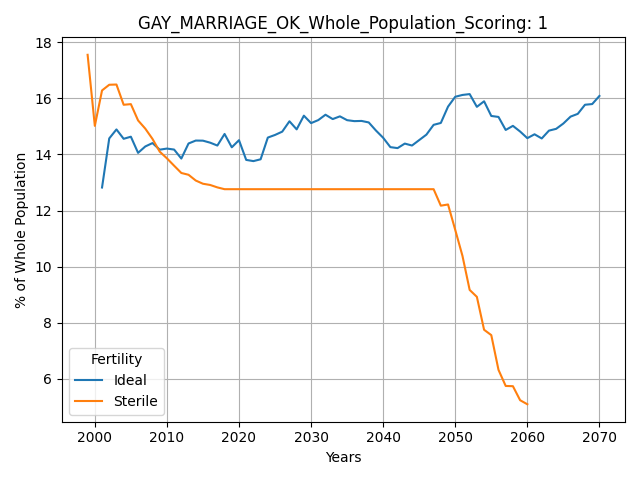 GAY_MARRIAGE_OK_Whole_Population_Scoring: 1
18
16
14
12
10
8
6
% of Whole Population
Fertility
Ideal
Sterile
2000 2010 2020 2030 2040 2050 2060 2070
Years